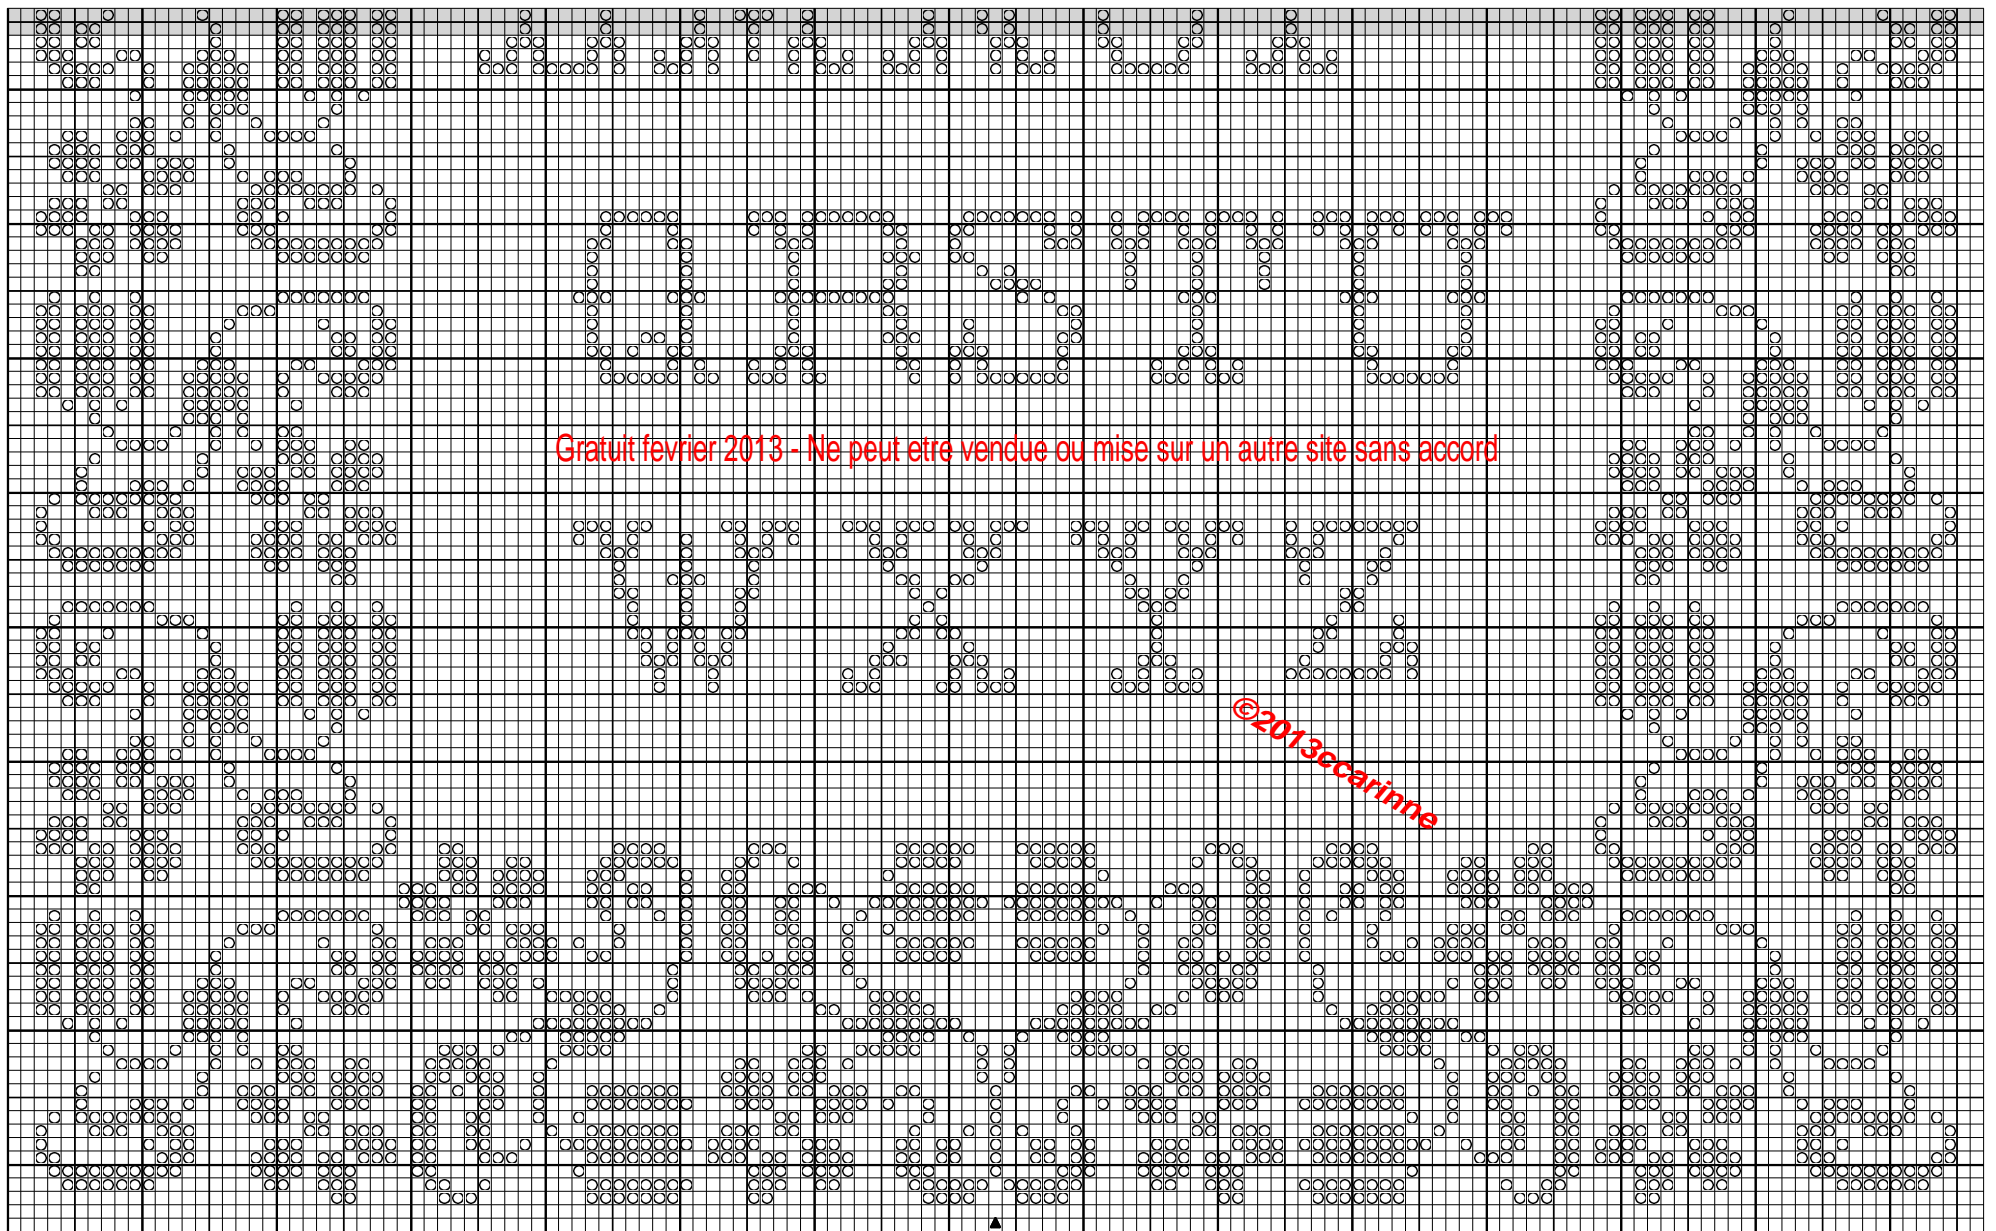 Q R S T U
Gratuit fevrier 2013 - Ne peut etre vendue ou mise sur un autre site sans accord
W X Y Z
©2013ccarinne